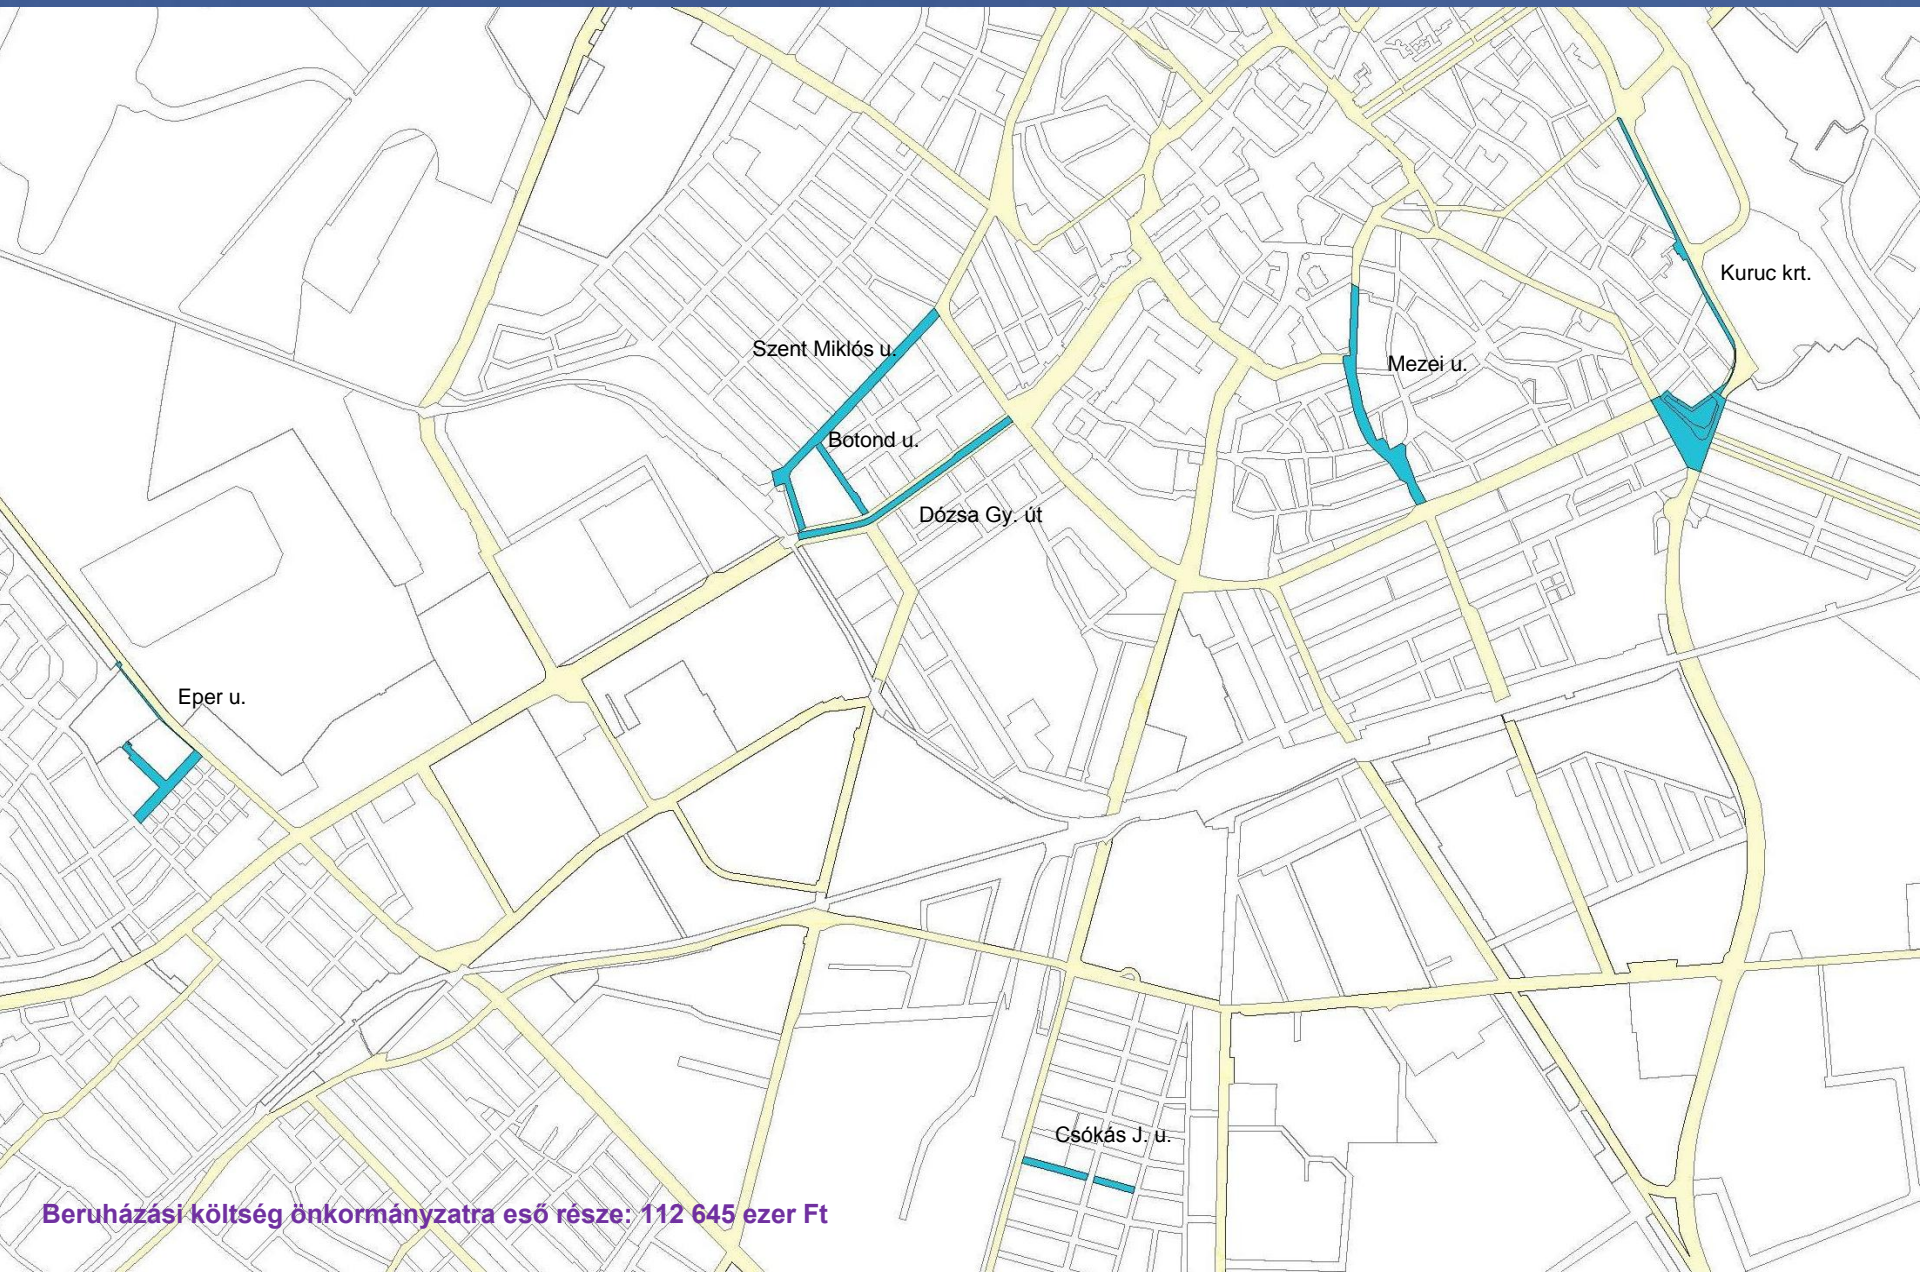 Kuruc krt.
Szent Miklós u.
Mezei u.
Botond u.
Dózsa Gy. út
Eper u.
Csókás J. u.
Beruházási költség önkormányzatra eső része: 112 645 ezer Ft